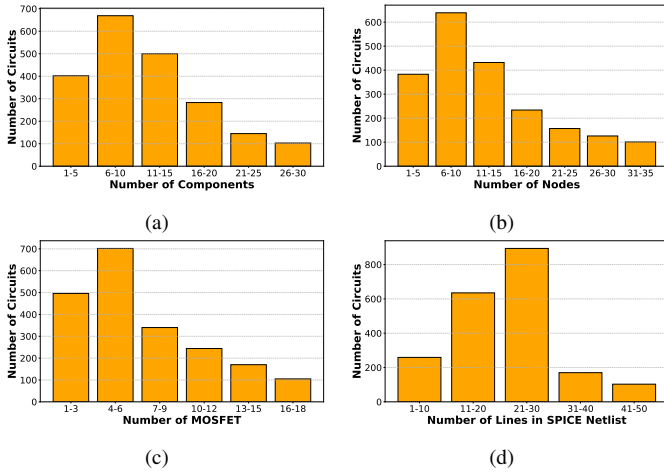 700
600
500
400
300
200
100
0
Number of Circuits
1-5 6-10 11-15 16-20 21-25 26-30
Number of Components
(a)
600
500
400
300
200
100
0
Number of Circuits
1-5 6-10 11-15 16-20 21-25 26-30 31-35
Number of Nodes
(b)
700
600
500
400
300
200
100
0
Number of Circuits
1-3 4-6 7-9 10-12 13-15 16-18
Number of MOSFET
(c)
800
600
400
200
0
Number of Circuits
1-10 11-20 21-30 31-40 41-50
Number of Lines in SPICE Netlist
(d)